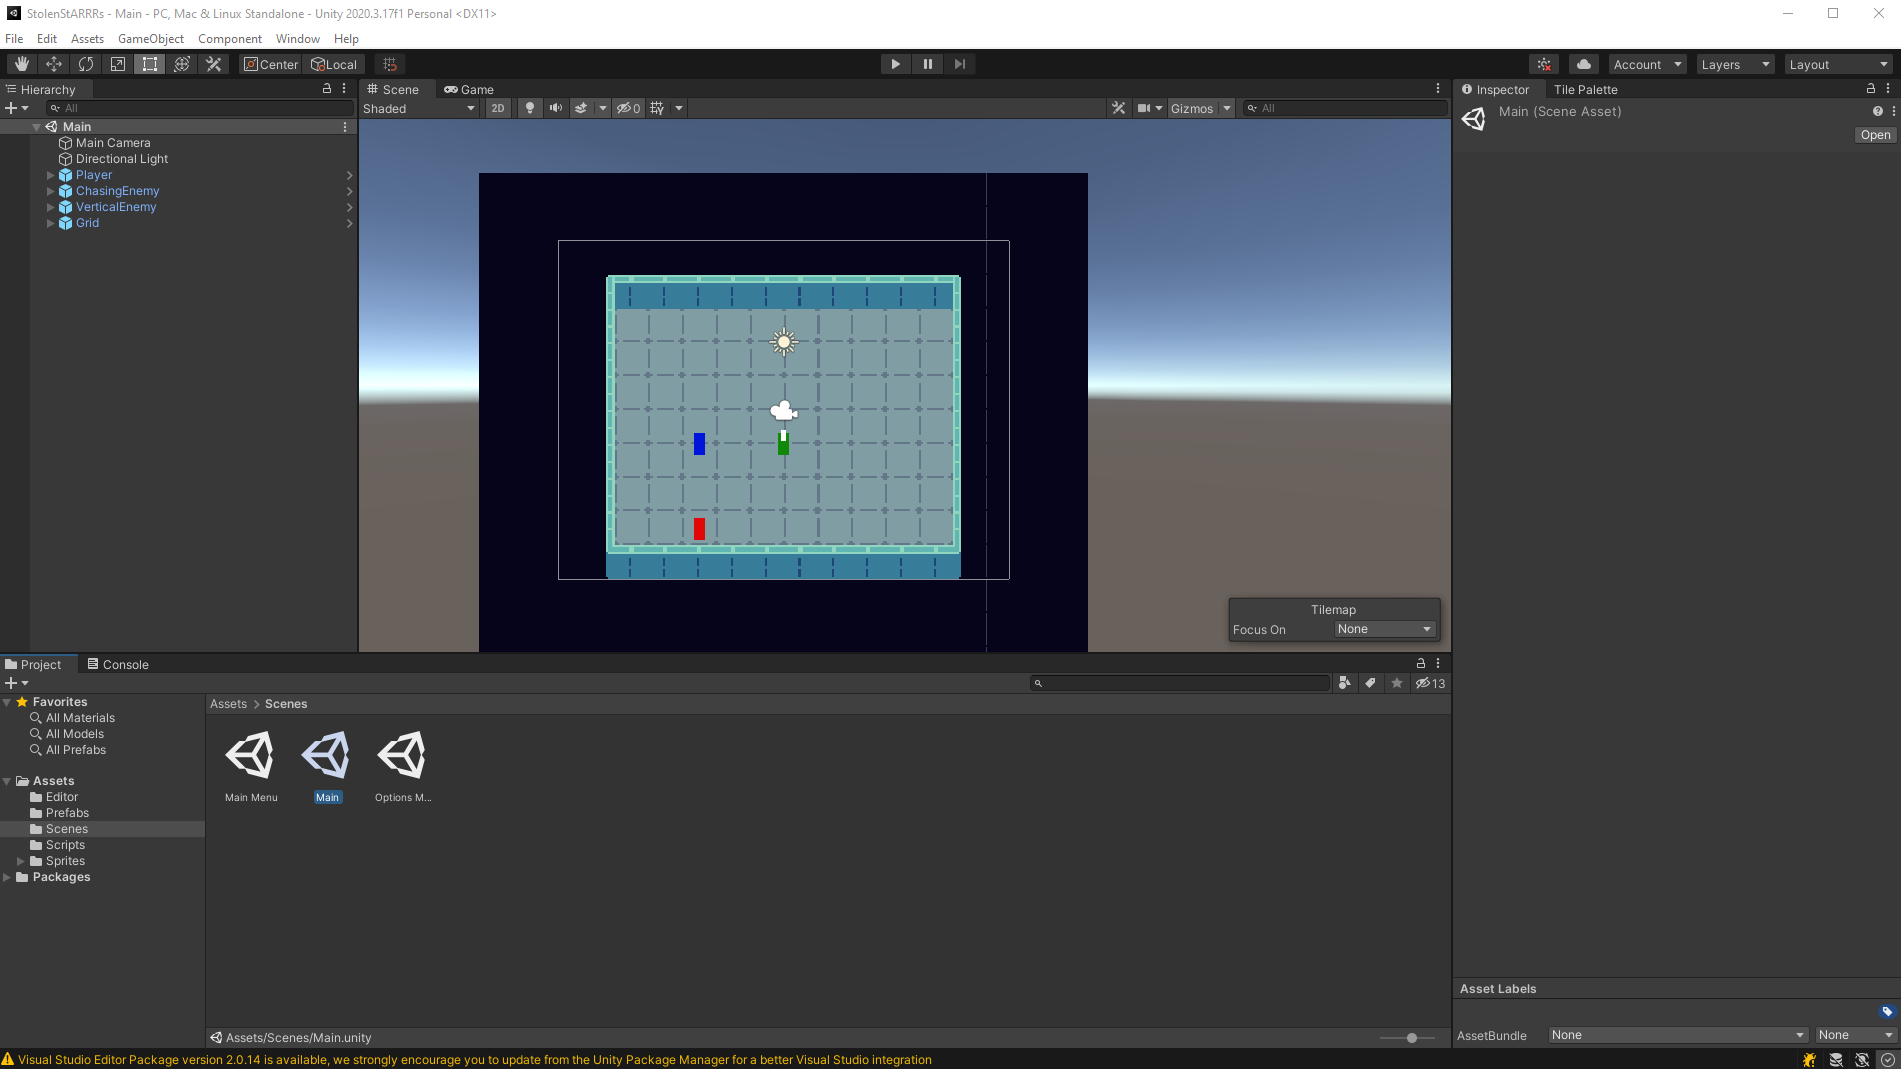 StolenStARRRs - Main - PC, Mac & Linux Standalone - Unity 2020.3.17f1 Personal <DX11>
File Edit Assets GameObject Component Window Help
Center Local Account Layers Layout
Hierarchy
All
Main
Main Camera
Directional Light
Player
ChasingEnemy
VerticalEnemy
Grid
Scene Game
Shaded 2D 0 Gizmos All
Tilemap
Focus On None
Inspector Tile Palette
Main (Scene Asset)
Open
Project Console
13
Favorites
All Materials
All Models
All Prefabs
Assets
Editor
Prefabs
Scenes
Scripts
Sprites
Packages
Assets > Scenes
Main Menu Main Options M...
Assets/Scenes/Main.unity
Asset Labels
AssetBundle None None
Visual Studio Editor Package version 2.0.14 is available, we strongly encourage you to update from the Unity Package Manager for a better Visual Studio integration